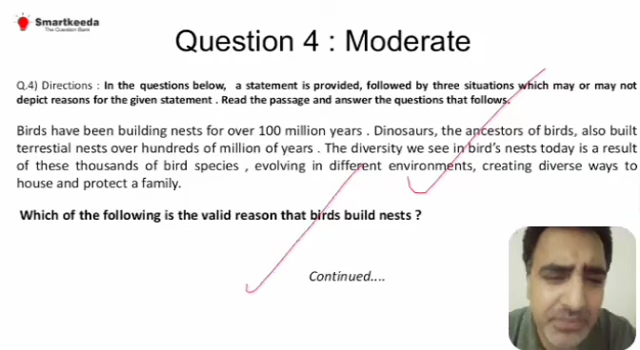 Smartkeeda
The Question Bank
Question 4 : Moderate
Q.4) Directions : In the questions below, a statement is provided, followed by three situations which may or may not
depict reasons for the given statement . Read the passage and answer the questions that follows.
Birds have been building nests for over 100 million years . Dinosaurs, the ancestors of birds, also built
terrestial nests over hundreds of million of years . The diversity we see in bird's nests today is a result
of these thousands of bird species , evolving in different environments, creating diverse ways to
house and protect a family.
Which of the following is the valid reason that birds build nests ?
Continued....